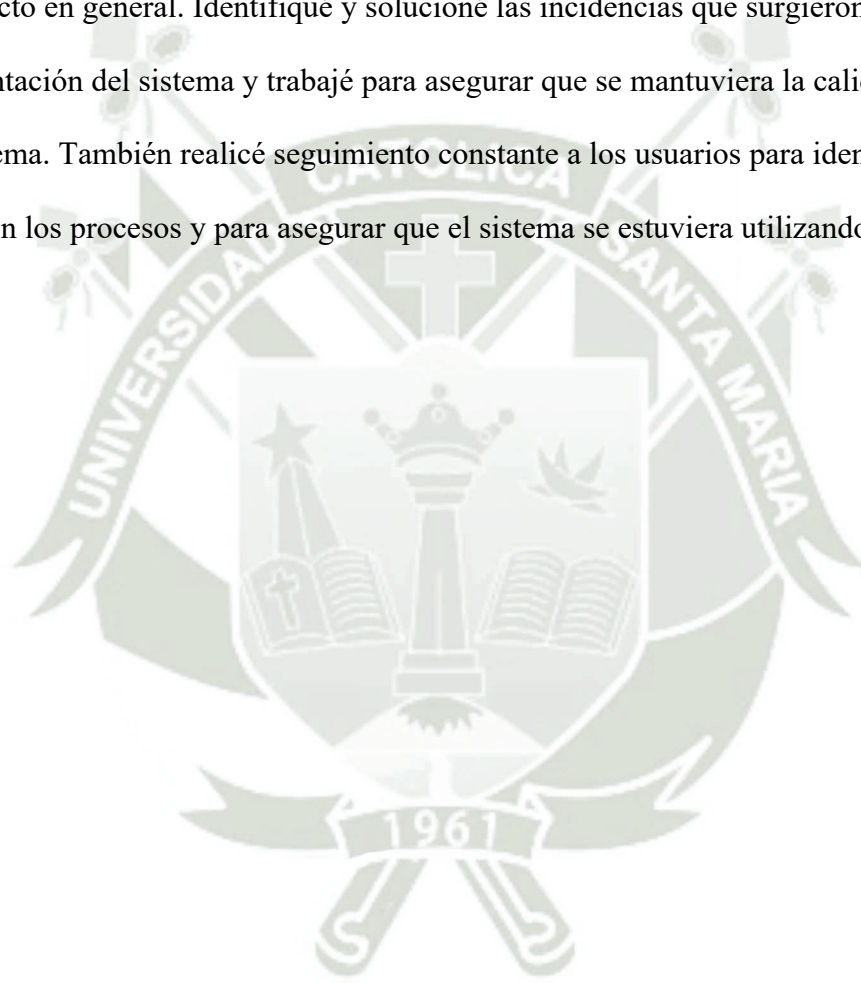 cto en general. Identifiqué y solucioné las incidencias que surgieron
ntación del sistema y trabajé para asegurar que se mantuviera la calid
ema. También realicé seguimiento constante a los usuarios para iden
n los procesos y para asegurar que el sistema se estuviera utilizando
UNIVERSIDAD CATOLICA SANTA MARIA
1961